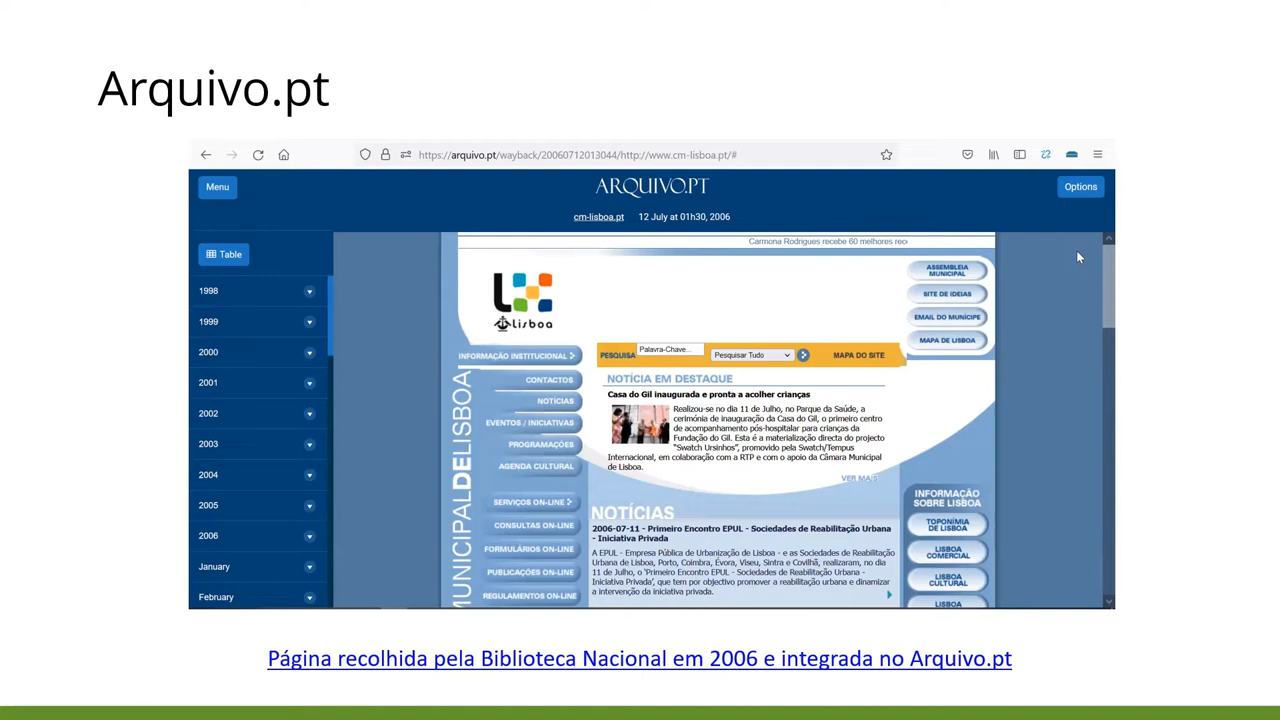 Arquivo.pt
https://arquivo.pt/wayback/20060712013044/http://www.cm-lisboa.pt/#
Menu
ARQUIVO.PT
Options
cm-lisboa.pt 12 July at 01h30, 2006
Table
1998
1999
2000
2001
2002
2003
2004
2005
2006
January
February
Carmona Rodrigues recebe 60 melhores reco
Lisboa
ASSEMBLEIA
MUNICIPAL
SITE DE IDEIAS
EMAIL DO MUNÍCIPE
MAPA DE LISBOA
INFORMAÇÃO INSTITUCIONAL
CONTACTOS
NOTÍCIAS
EVENTOS / INICIATIVAS
PROGRAMAÇÕES
AGENDA CULTURAL
SERVIÇOS ON-LINE
CONSULTAS ON-LINE
FORMULÁRIOS ON-LINE
PUBLICAÇÕES ON-LINE
REGULAMENTOS ON-LINE
MUNICIPALDELISBOA
PESQUISA Palavra-Chave... Pesquisar Tudo MAPA DO SITE
NOTÍCIA EM DESTAQUE
Casa do Gil inaugurada e pronta a acolher crianças
Realizou-se no dia 11 de Julho, no Parque da Saúde, a
cerimónia de inauguração da Casa do Gil, o primeiro centro
de acompanhamento pós-hospitalar para crianças da
Fundação do Gil. Esta é a materialização directa do projecto
"Swatch Ursinhos", promovido pela Swatch/Tempus
Internacional, em colaboração com a RTP e com o apoio da Câmara Municipal
de Lisboa.
VER MAIS
NOTÍCIAS
2006-07-11 - Primeiro Encontro EPUL - Sociedades de Reabilitação Urbana
- Iniciativa Privada
A EPUL - Empresa Pública de Urbanização de Lisboa - e as Sociedades de Reabilitação
Urbana de Lisboa, Porto, Coimbra, Évora, Viseu, Sintra e Covilhã, realizaram, no dia
11 de Julho, o 'Primeiro Encontro EPUL - Sociedades de Reabilitação Urbana -
Iniciativa Privada', que tem por objectivo promover a reabilitação urbana e dinamizar
a intervenção da iniciativa privada.
INFORMAÇÃO
SOBRE LISBOA
TOPONÍMIA
DE LISBOA
LISBOA
COMERCIAL
LISBOA
CULTURAL
LISBOA
Página recolhida pela Biblioteca Nacional em 2006 e integrada no Arquivo.pt